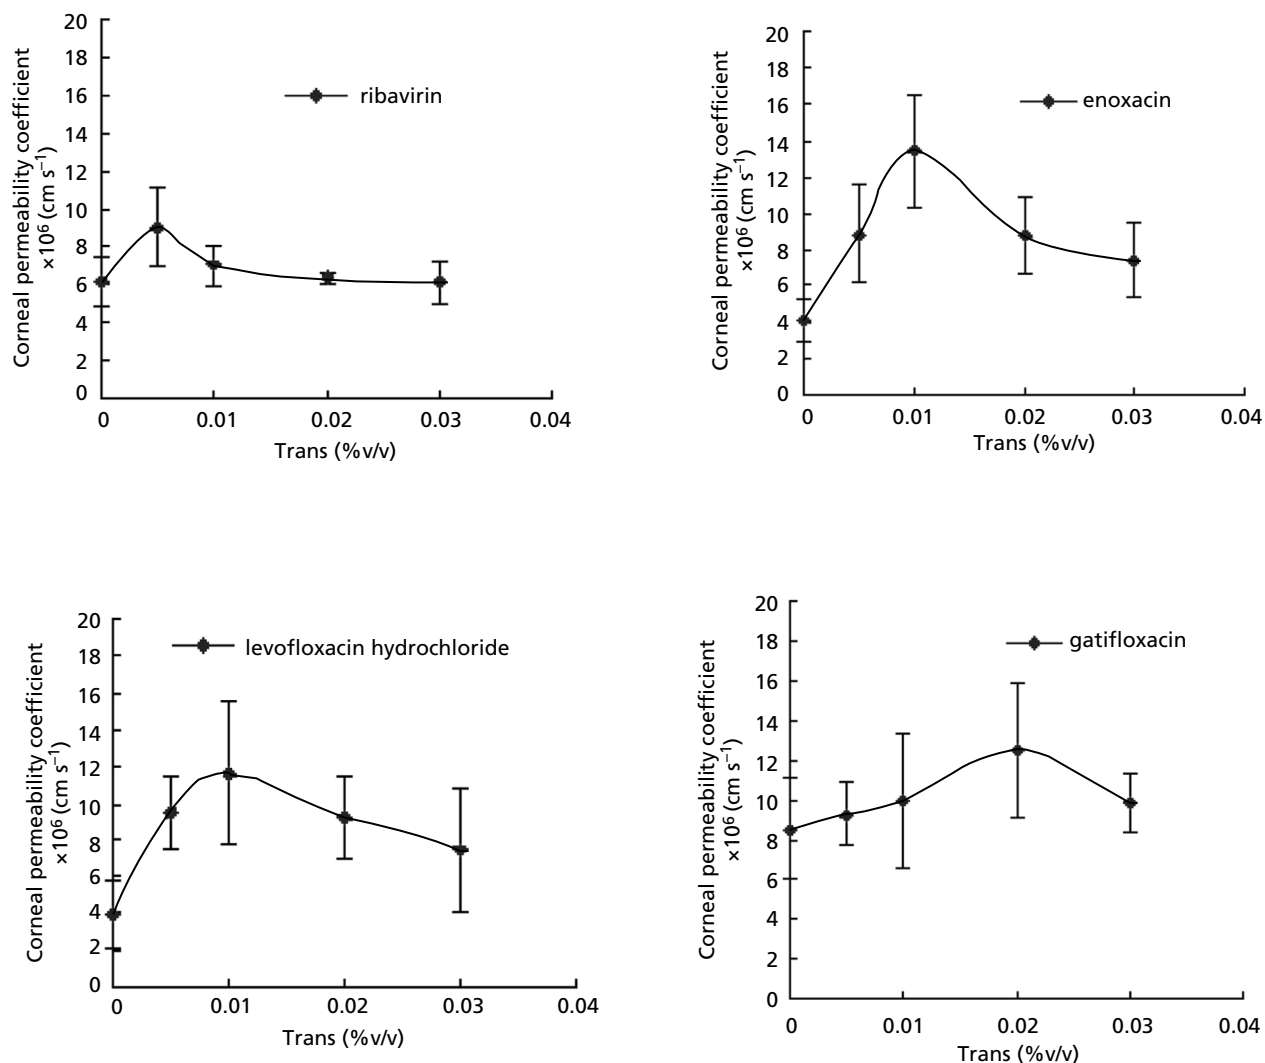 Corneal permeability coefficient
×10⁶ (cm s⁻¹)
20
18
16
14
12
10
8
6
4
2
0
ribavirin
0 0.01 0.02 0.03 0.04
Trans (%v/v)
Corneal permeability coefficient
×10⁶ (cm s⁻¹)
20
18
16
14
12
10
8
6
4
2
0
enoxacin
0 0.01 0.02 0.03 0.04
Trans (%v/v)
Corneal permeability coefficient
×10⁶ (cm s⁻¹)
20
18
16
14
12
10
8
6
4
2
0
levofloxacin hydrochloride
0 0.01 0.02 0.03 0.04
Trans (%v/v)
Corneal permeability coefficient
×10⁶ (cm s⁻¹)
20
18
16
14
12
10
8
6
4
2
0
gatifloxacin
0 0.01 0.02 0.03 0.04
Trans (%v/v)